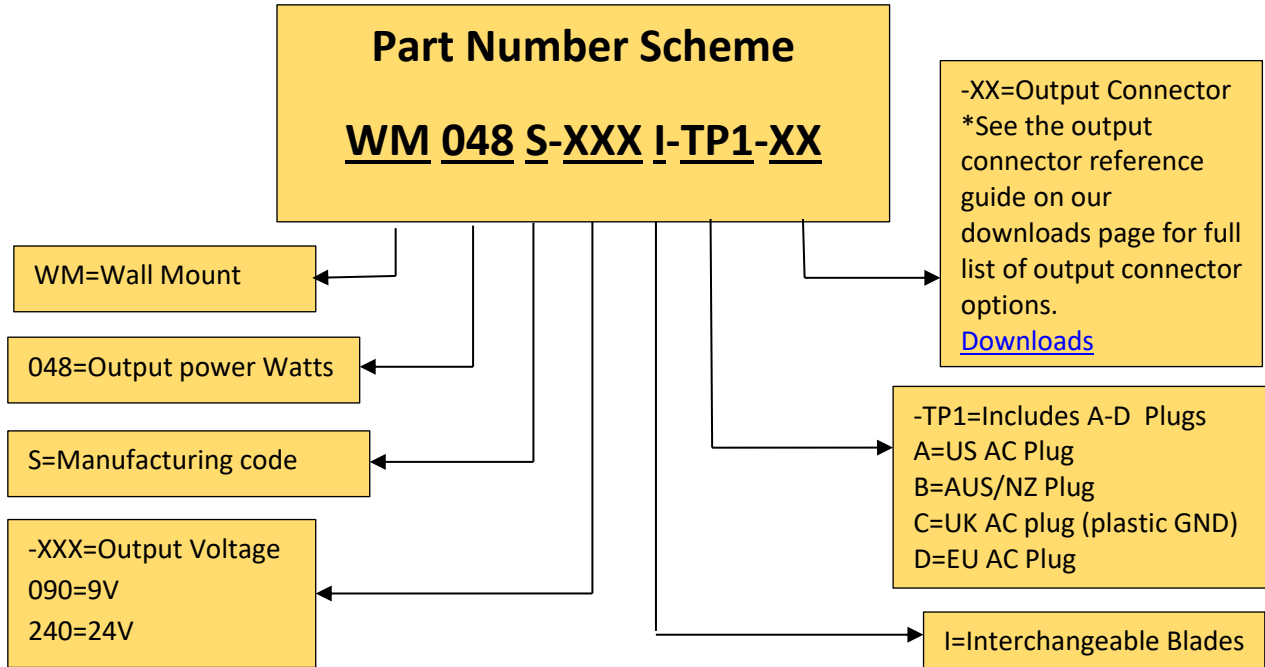 Part Number Scheme
WM 048 S-XXX I-TP1-XX
WM=Wall Mount
048=Output power Watts
S=Manufacturing code
-XXX=Output Voltage
090=9V
240=24V
-XX=Output Connector
*See the output
connector reference
guide on our
downloads page for full
list of output connector
options.
Downloads
-TP1=Includes A-D Plugs
A=US AC Plug
B=AUS/NZ Plug
C=UK AC plug (plastic GND)
D=EU AC Plug
I=Interchangeable Blades